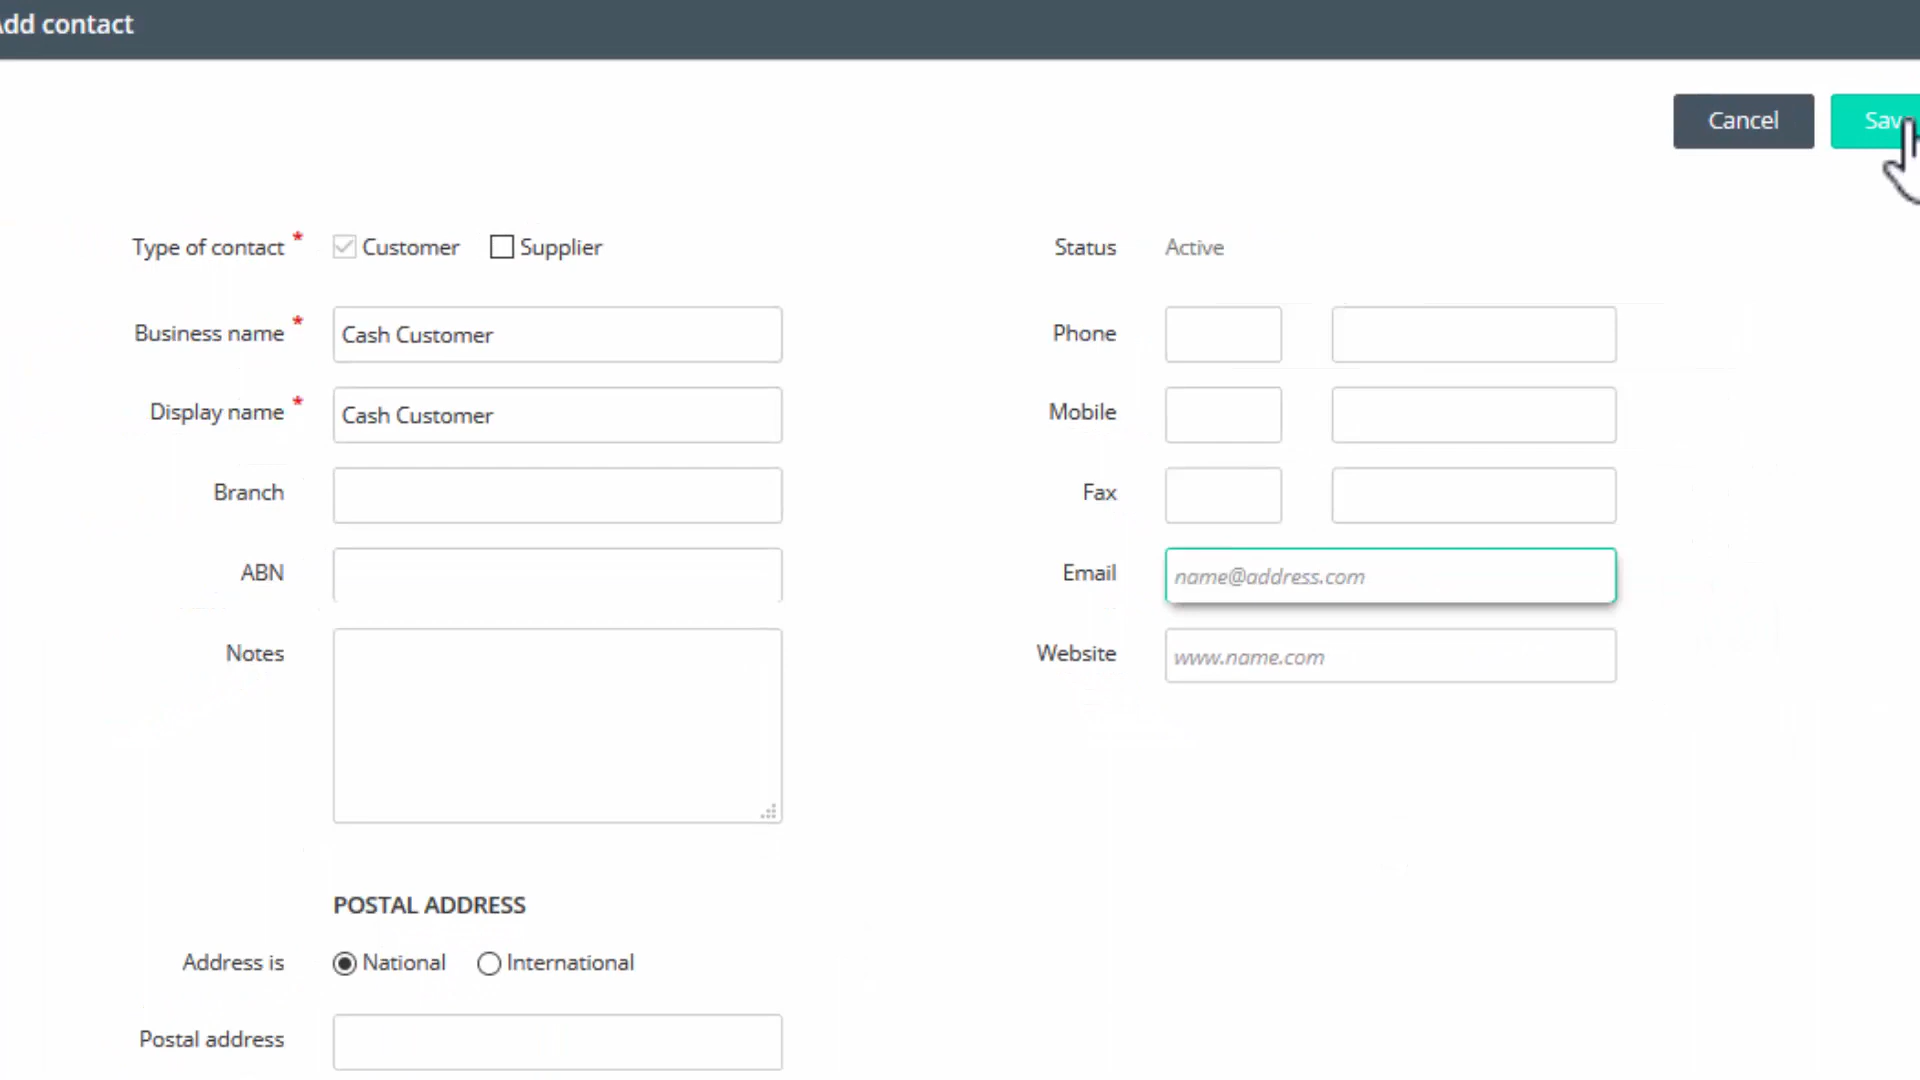 Add contact
Cancel Save
Type of contact * Customer Supplier
Status Active
Business name * Cash Customer
Phone
Display name * Cash Customer
Mobile
Branch
Fax
ABN
Email name@address.com
Notes
Website www.name.com
POSTAL ADDRESS
Address is National International
Postal address